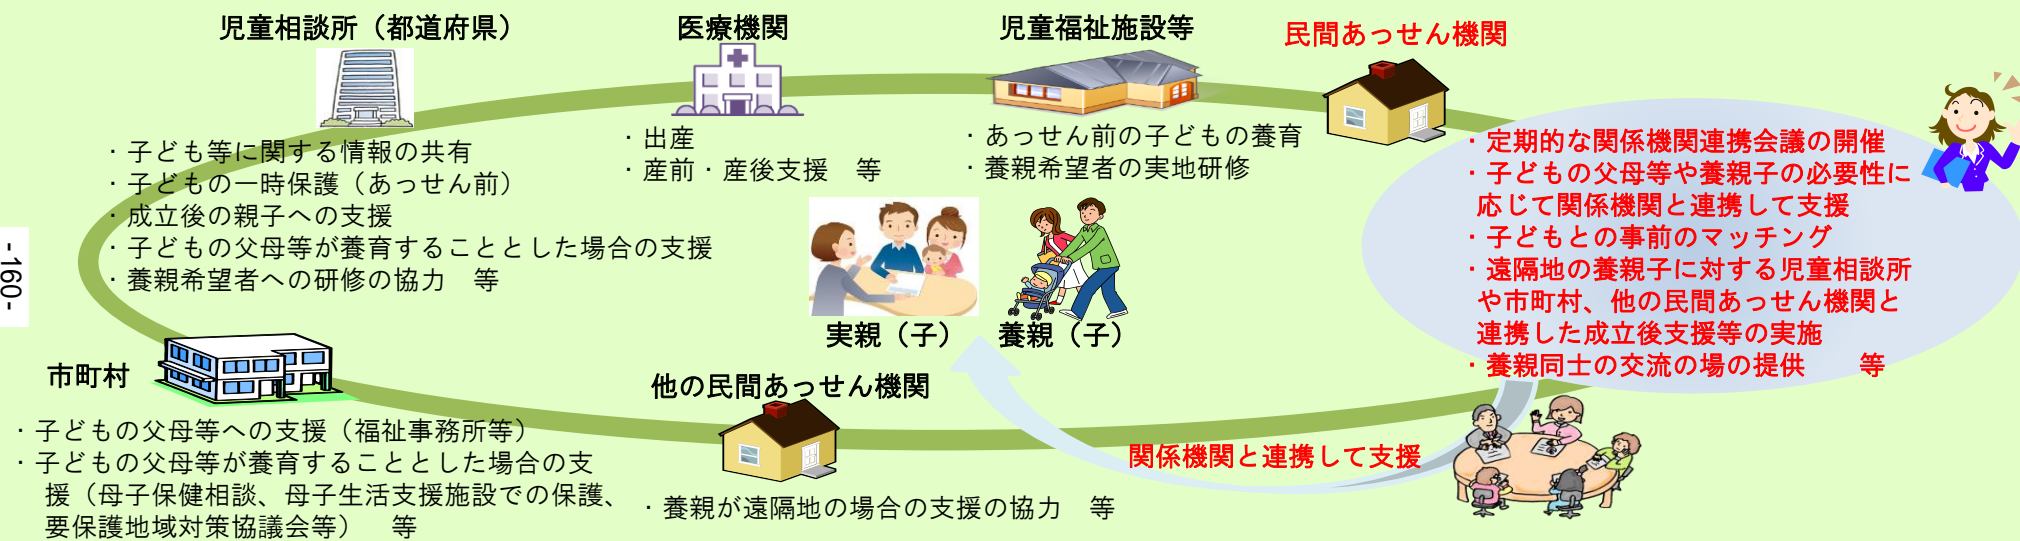 児童相談所（都道府県）
・子ども等に関する情報の共有
・子どもの一時保護（あっせん前）
・成立後の親子への支援
・子どもの父母等が養育することとした場合の支援
・養親希望者への研修の協力　等
医療機関
・出産
・産前・産後支援　等
児童福祉施設等
・あっせん前の子どもの養育
・養親希望者の実地研修
民間あっせん機関
・定期的な関係機関連携会議の開催
・子どもの父母等や養親子の必要性に
応じて関係機関と連携して支援
・子どもとの事前のマッチング
・遠隔地の養親子に対する児童相談所
や市町村、他の民間あっせん機関と
連携した成立後支援等の実施
・養親同士の交流の場の提供　　等
実親（子）
養親（子）
市町村
・子どもの父母等への支援（福祉事務所等）
・子どもの父母等が養育することとした場合の支
援（母子保健相談、母子生活支援施設での保護、
要保護地域対策協議会等）　等
他の民間あっせん機関
・養親が遠隔地の場合の支援の協力　等
関係機関と連携して支援
-160-